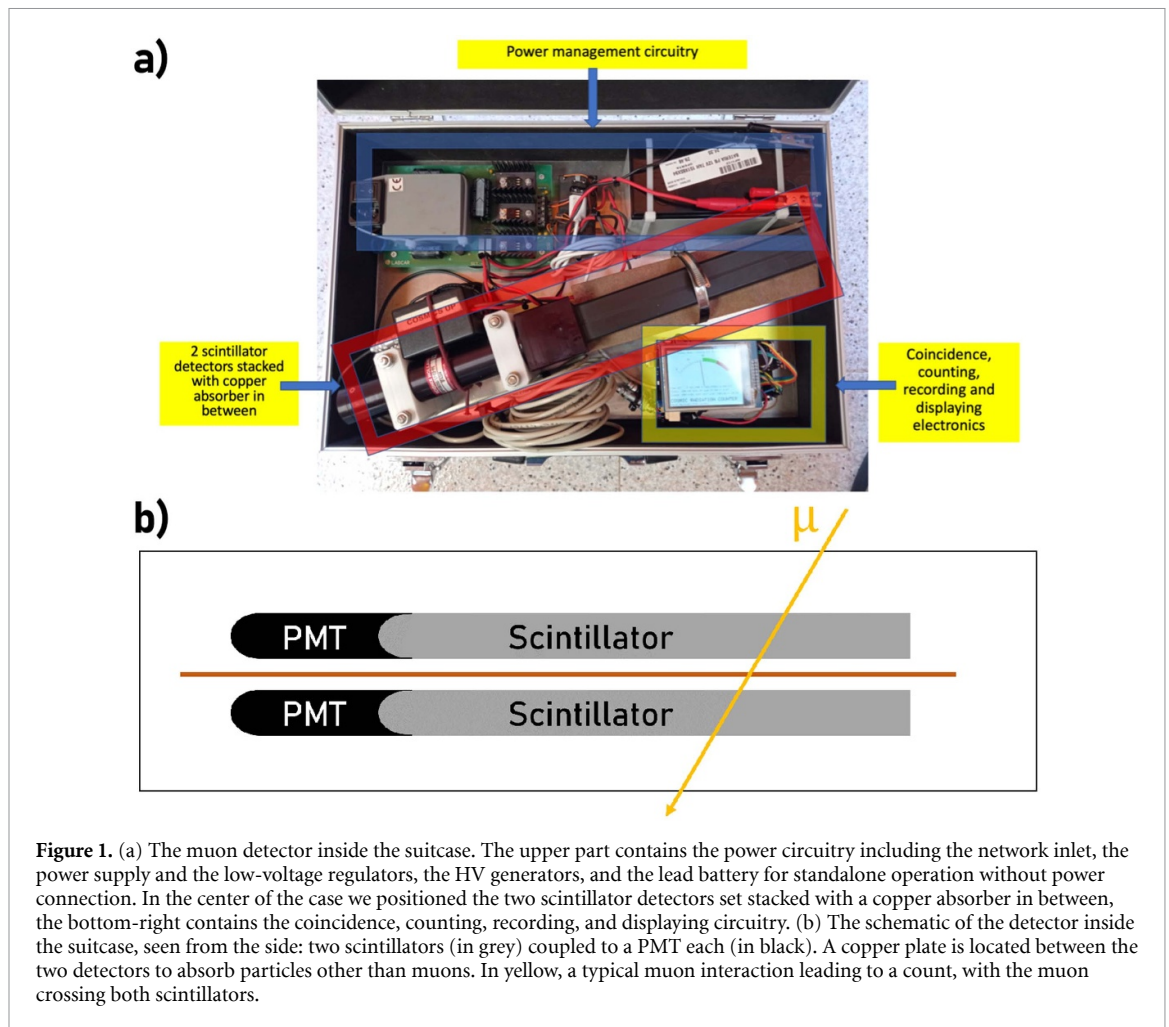 a)
Power management circuitry
CE
LABCAF
2 scintillator
detectors stacked
with copper
absorber in
between
Coincidence,
counting,
recording and
displaying
electronics
b)
μ
PMT
Scintillator
PMT
Scintillator
Figure 1. (a) The muon detector inside the suitcase. The upper part contains the power circuitry including the network inlet, the
power supply and the low-voltage regulators, the HV generators, and the lead battery for standalone operation without power
connection. In the center of the case we positioned the two scintillator detectors set stacked with a copper absorber in between,
the bottom-right contains the coincidence, counting, recording, and displaying circuitry. (b) The schematic of the detector inside
the suitcase, seen from the side: two scintillators (in grey) coupled to a PMT each (in black). A copper plate is located between the
two detectors to absorb particles other than muons. In yellow, a typical muon interaction leading to a count, with the muon
crossing both scintillators.